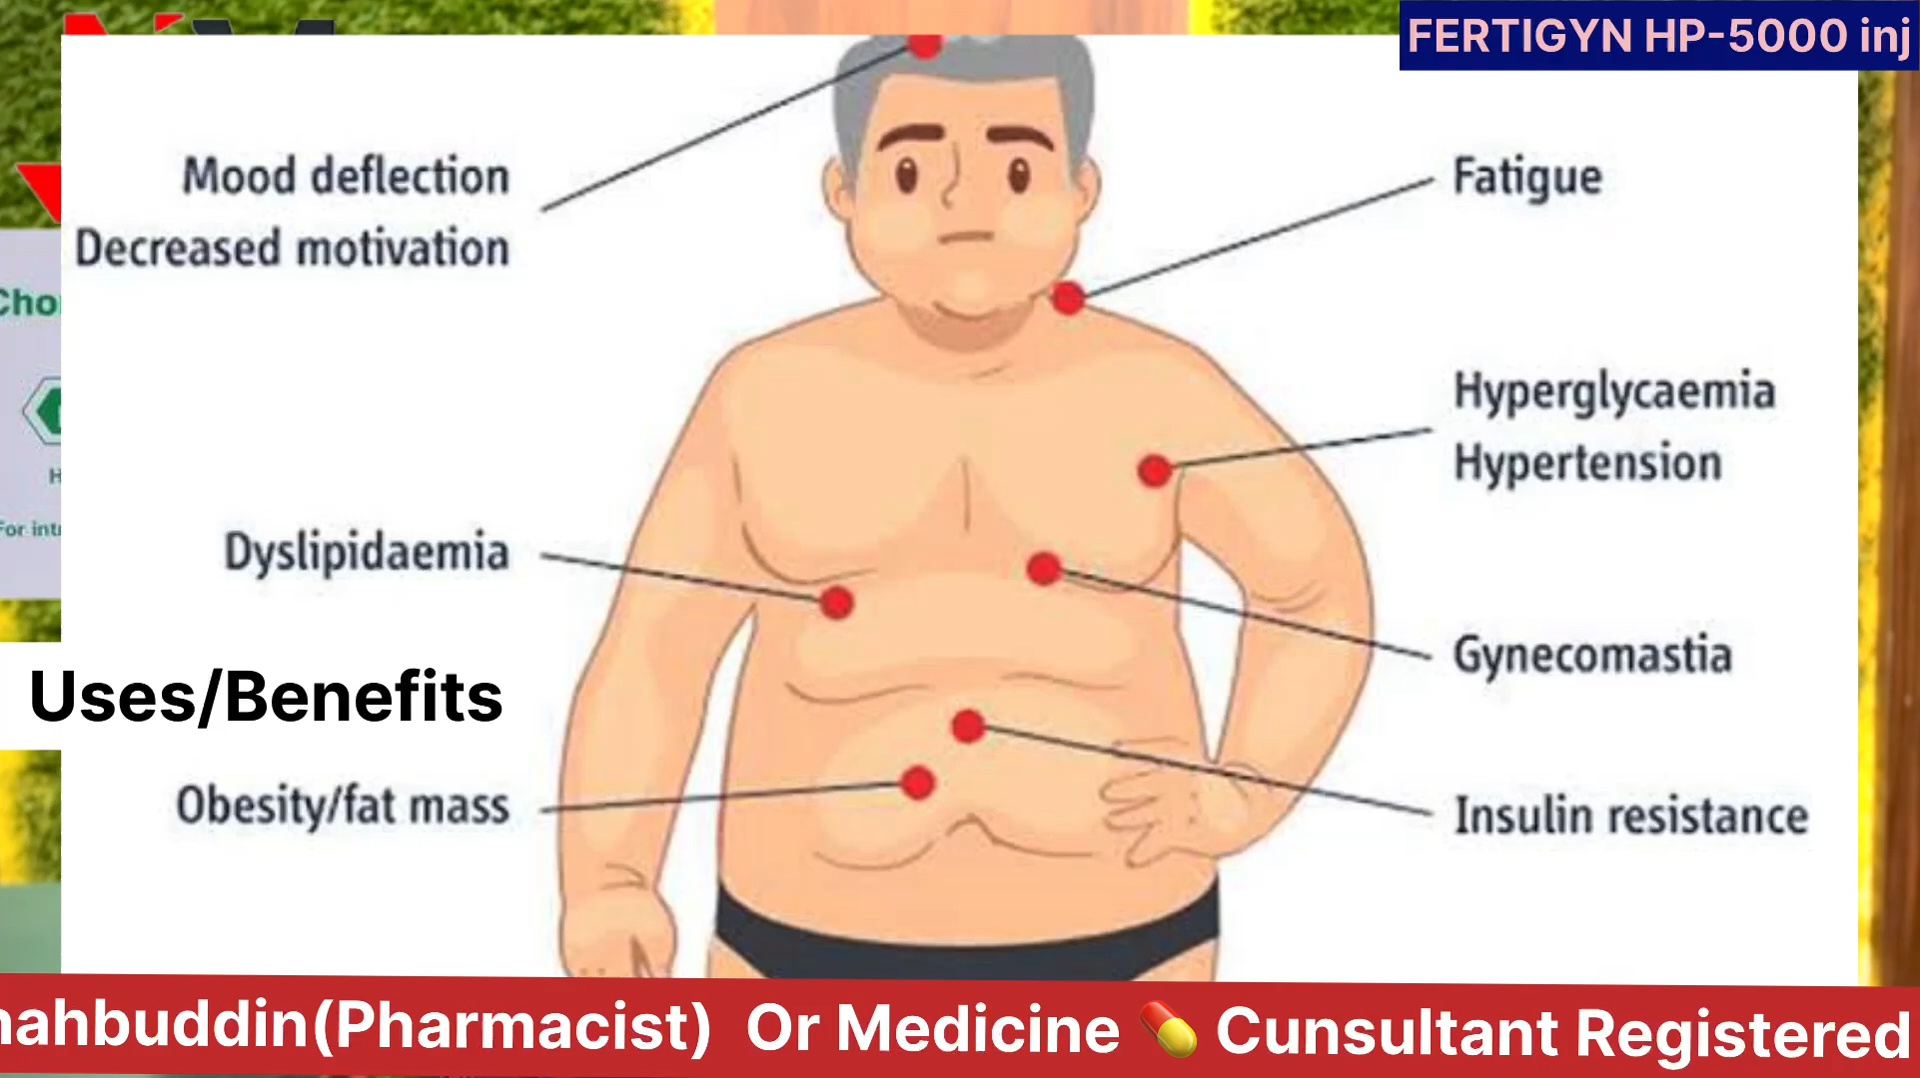 FERTIGYN HP-5000 inj
Mood deflection
Decreased motivation
Fatigue
Hyperglycaemia
Hypertension
Dyslipidaemia
Gynecomastia
Uses/Benefits
Obesity/fat mass
Insulin resistance
(Pharmacist) Or Medicine 💊 Cunsultant Registered